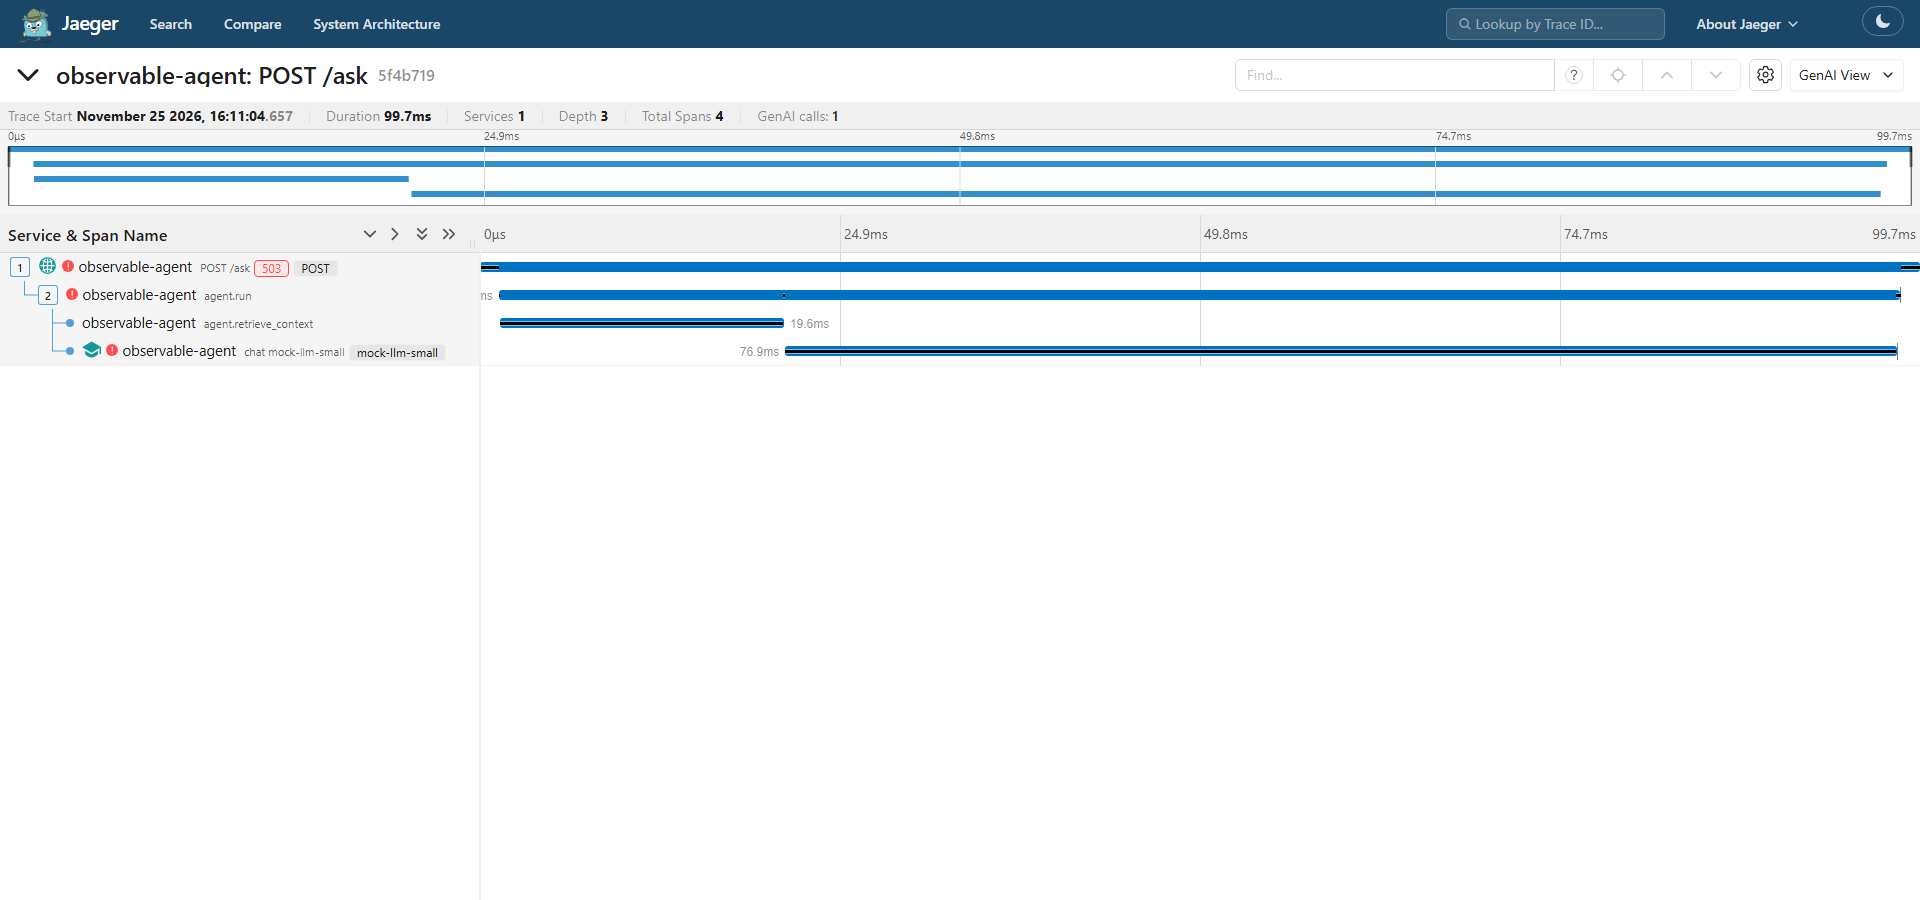 Jaeger Search Compare System Architecture Lookup by Trace ID... About Jaeger
observable-agent: POST /ask 5f4b719 Find... ? GenAI View
Trace Start November 25 2026, 16:11:04.657 Duration 99.7ms Services 1 Depth 3 Total Spans 4 GenAI calls: 1
0μs 24.9ms 49.8ms 74.7ms 99.7ms
Service & Span Name 0μs 24.9ms 49.8ms 74.7ms 99.7ms
1 observable-agent POST /ask 503 POST
2 observable-agent agent.run ms
observable-agent agent.retrieve_context 19.6ms
observable-agent chat mock-llm-small mock-llm-small 76.9ms